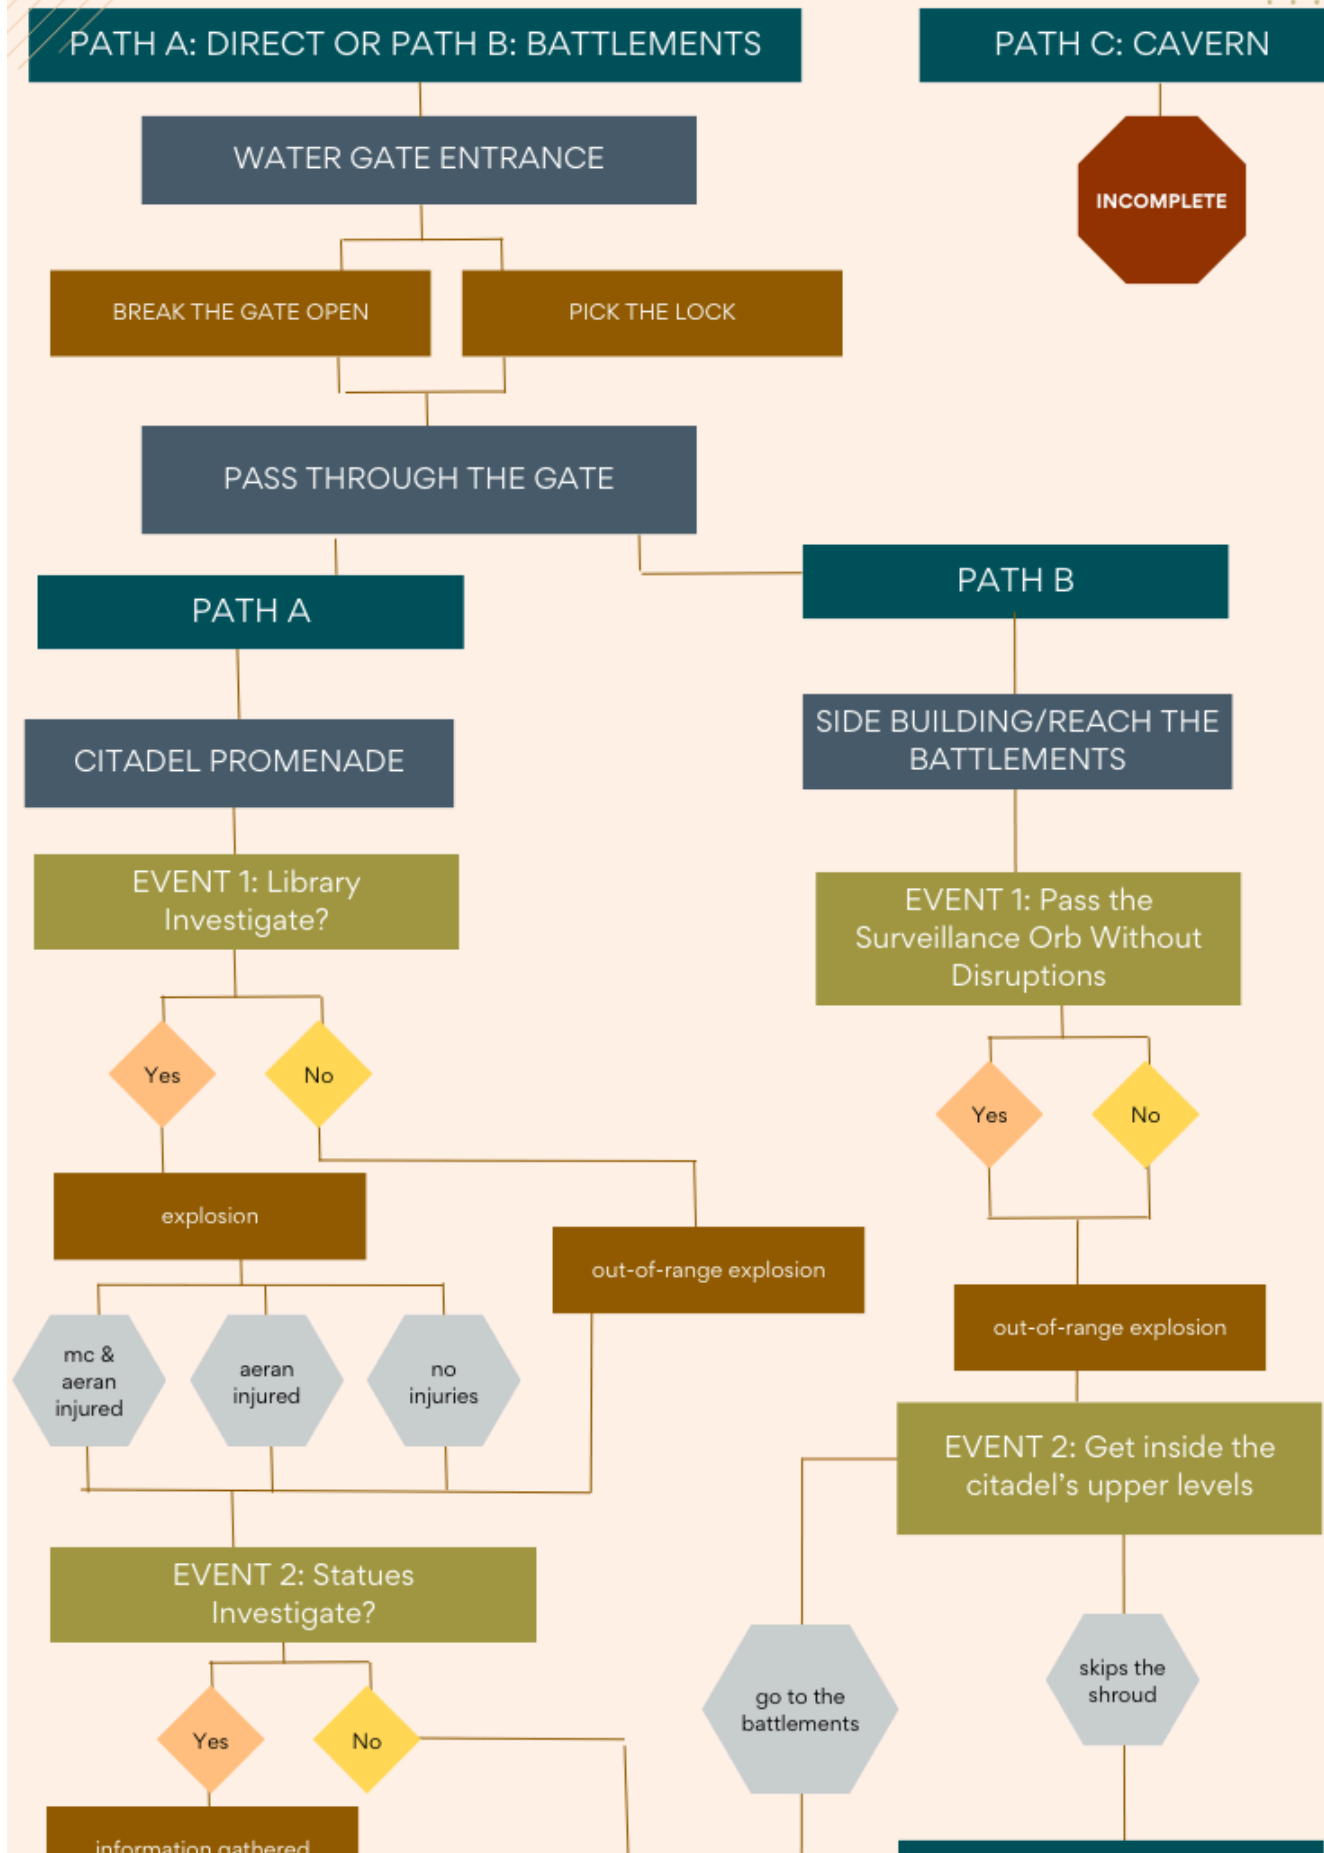 PATH A: DIRECT OR PATH B: BATTLEMENTS
PATH C: CAVERN
WATER GATE ENTRANCE
INCOMPLETE
BREAK THE GATE OPEN
PICK THE LOCK
PASS THROUGH THE GATE
PATH A
PATH B
CITADEL PROMENADE
SIDE BUILDING/REACH THE
BATTLEMENTS
EVENT 1: Library
Investigate?
EVENT 1: Pass the
Surveillance Orb Without
Disruptions
Yes
No
Yes
No
explosion
out-of-range explosion
out-of-range explosion
mc &
aeran
injured
aeran
injured
no
injuries
EVENT 2: Get inside the
citadel's upper levels
EVENT 2: Statues
Investigate?
go to the
battlements
skips the
shroud
Yes
No
information gathered